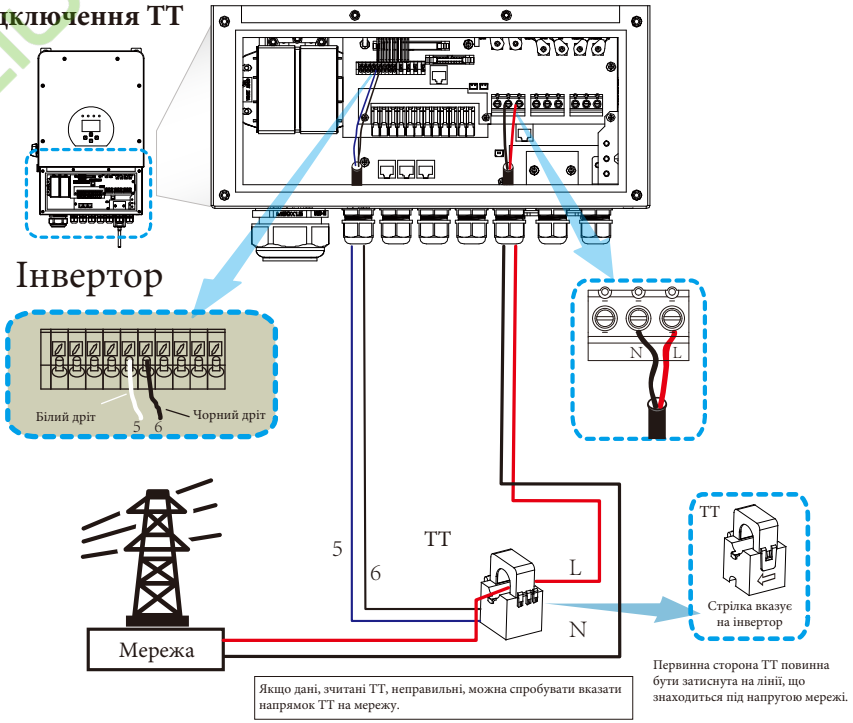 дключення ТТ
Інвертор
N L
Білий дріт
Чорний дріт
5 6
5
6
ТТ
L
N
Мережа
ТТ
Стрілка вказує
на інвертор
Якщо дані, зчитані ТТ, неправильні, можна спробувати вказати
напрямок ТТ на мережу.
Первинна сторона ТТ повинна
бути затиснута на лінії, що
знаходиться під напругою мережі.